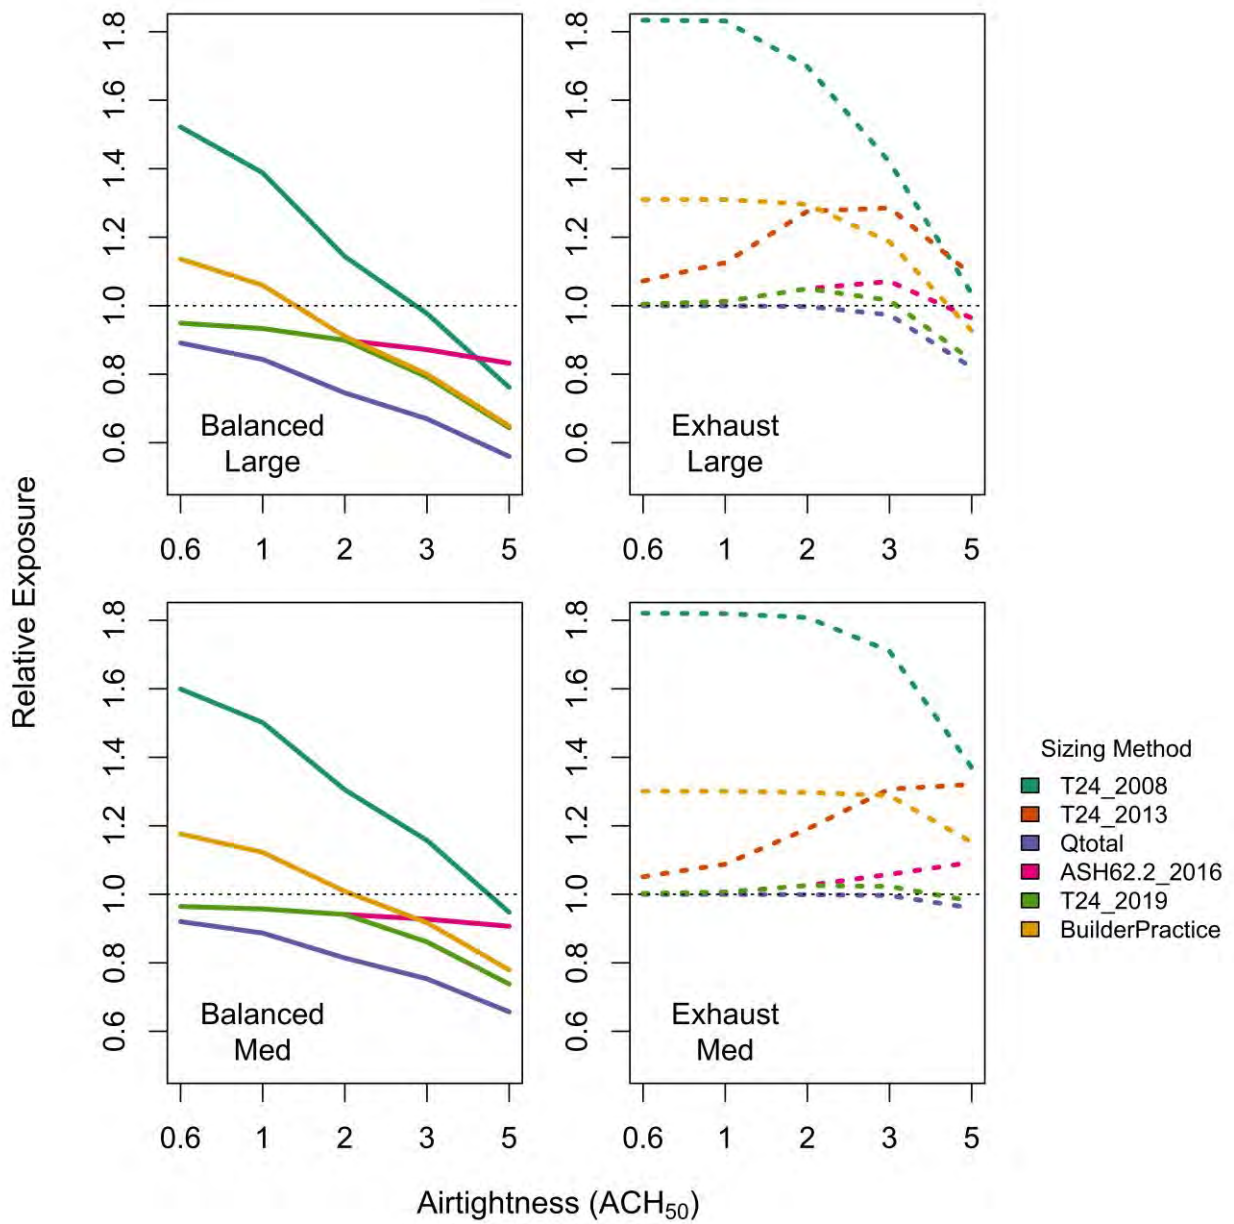 Relative Exposure
1.8
1.6
1.4
1.2
1.0
0.8
0.6
Balanced
Large
0.6 1 2 3 5
1.8
1.6
1.4
1.2
1.0
0.8
0.6
Exhaust
Large
0.6 1 2 3 5
1.8
1.6
1.4
1.2
1.0
0.8
0.6
Balanced
Med
0.6 1 2 3 5
1.8
1.6
1.4
1.2
1.0
0.8
0.6
Exhaust
Med
0.6 1 2 3 5
Airtightness (ACH₅₀)
Sizing Method
T24_2008
T24_2013
Qtotal
ASH62.2_2016
T24_2019
BuilderPractice